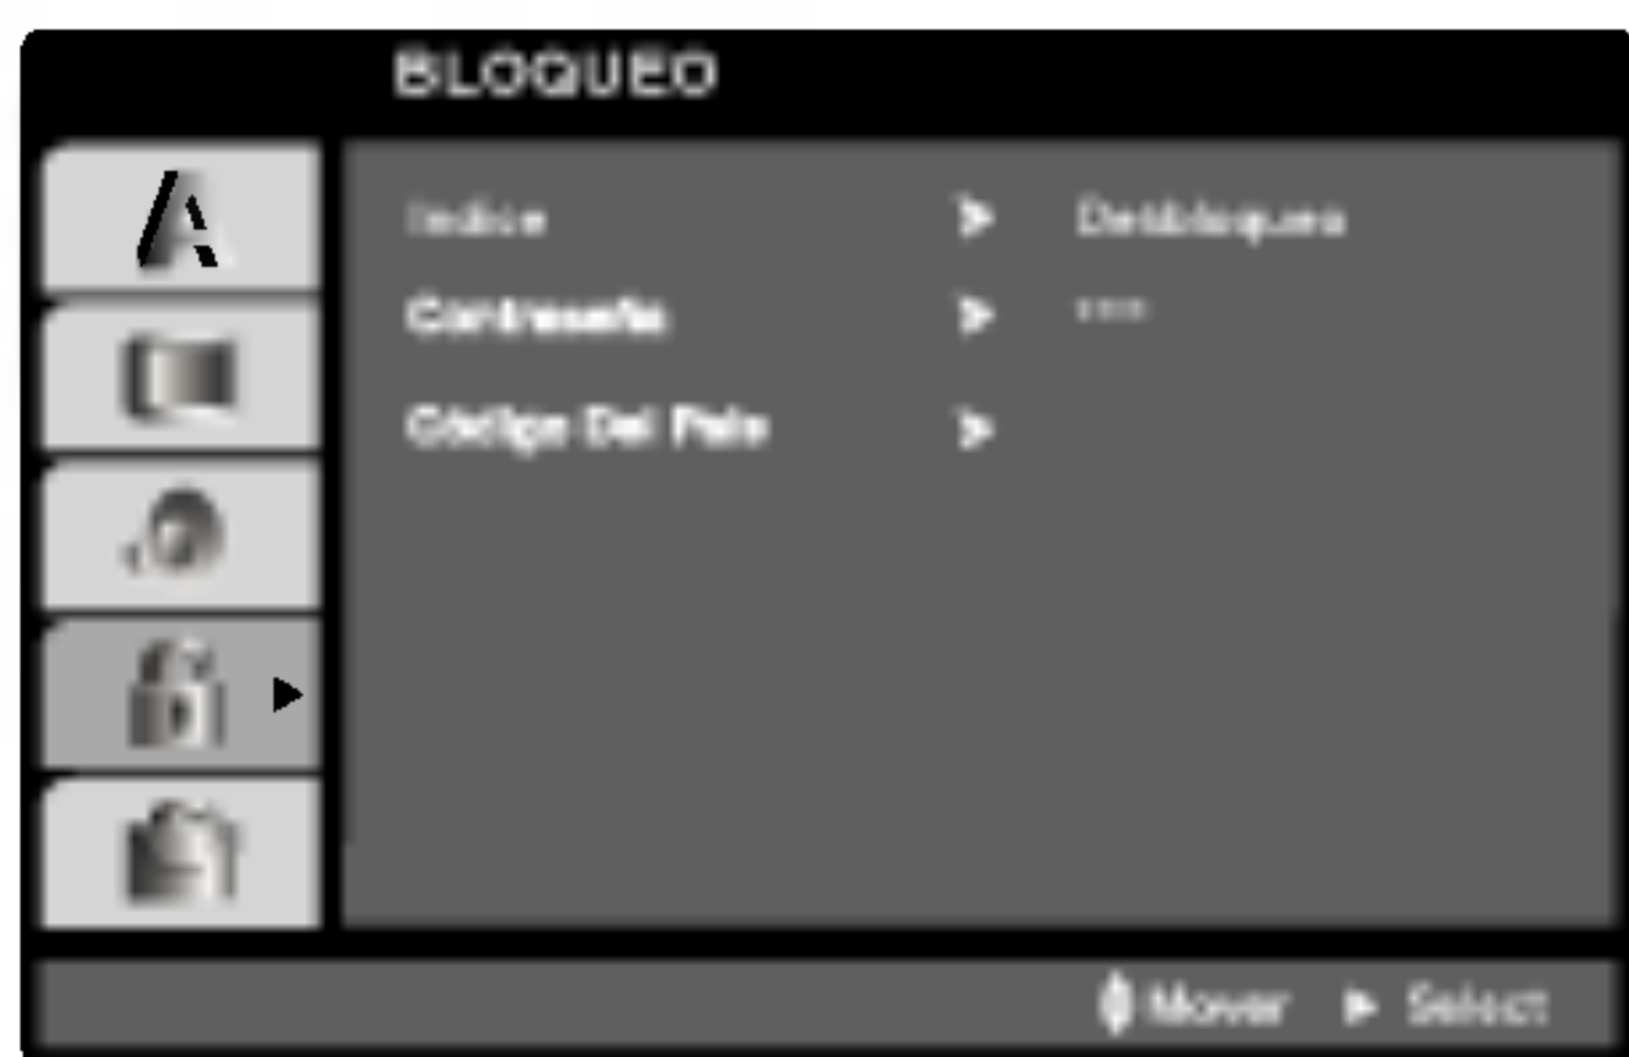 BLOQUEO
Indice Desbloquea
Contraseña ****
Código Del País
Mover Select